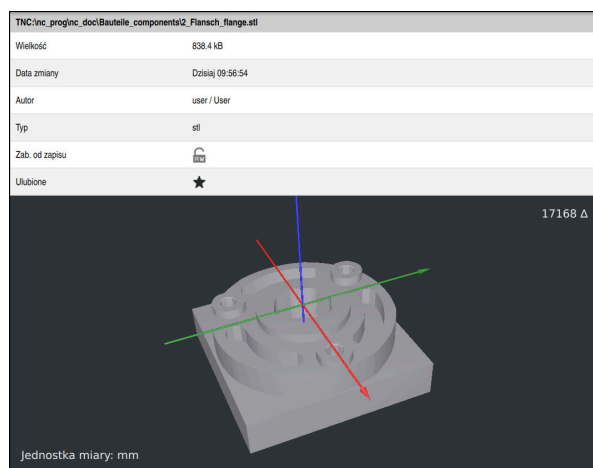 TNC:\nc_prog\nc_doc\Bauteile_components\2_Flansch_flange.stl
Wielkość 838.4 kB
Data zmiany Dzisiaj 09:56:54
Autor user / User
Typ stl
Zab. od zapisu RW
Ulubione
17168 Δ
Jednostka miary: mm